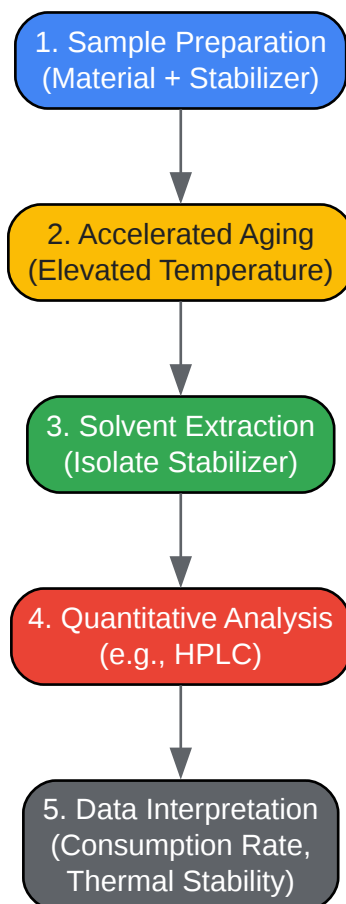 1. Sample Preparation
(Material + Stabilizer)
2. Accelerated Aging
(Elevated Temperature)
3. Solvent Extraction
(Isolate Stabilizer)
4. Quantitative Analysis
(e.g., HPLC)
5. Data Interpretation
(Consumption Rate,
Thermal Stability)